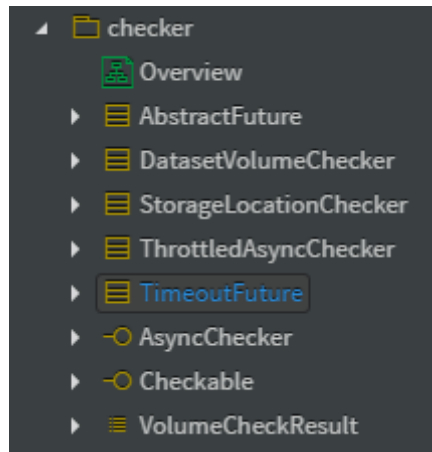 checker
Overview
AbstractFuture
DatasetVolumeChecker
StorageLocationChecker
ThrottledAsyncChecker
TimeoutFuture
AsyncChecker
Checkable
VolumeCheckResult